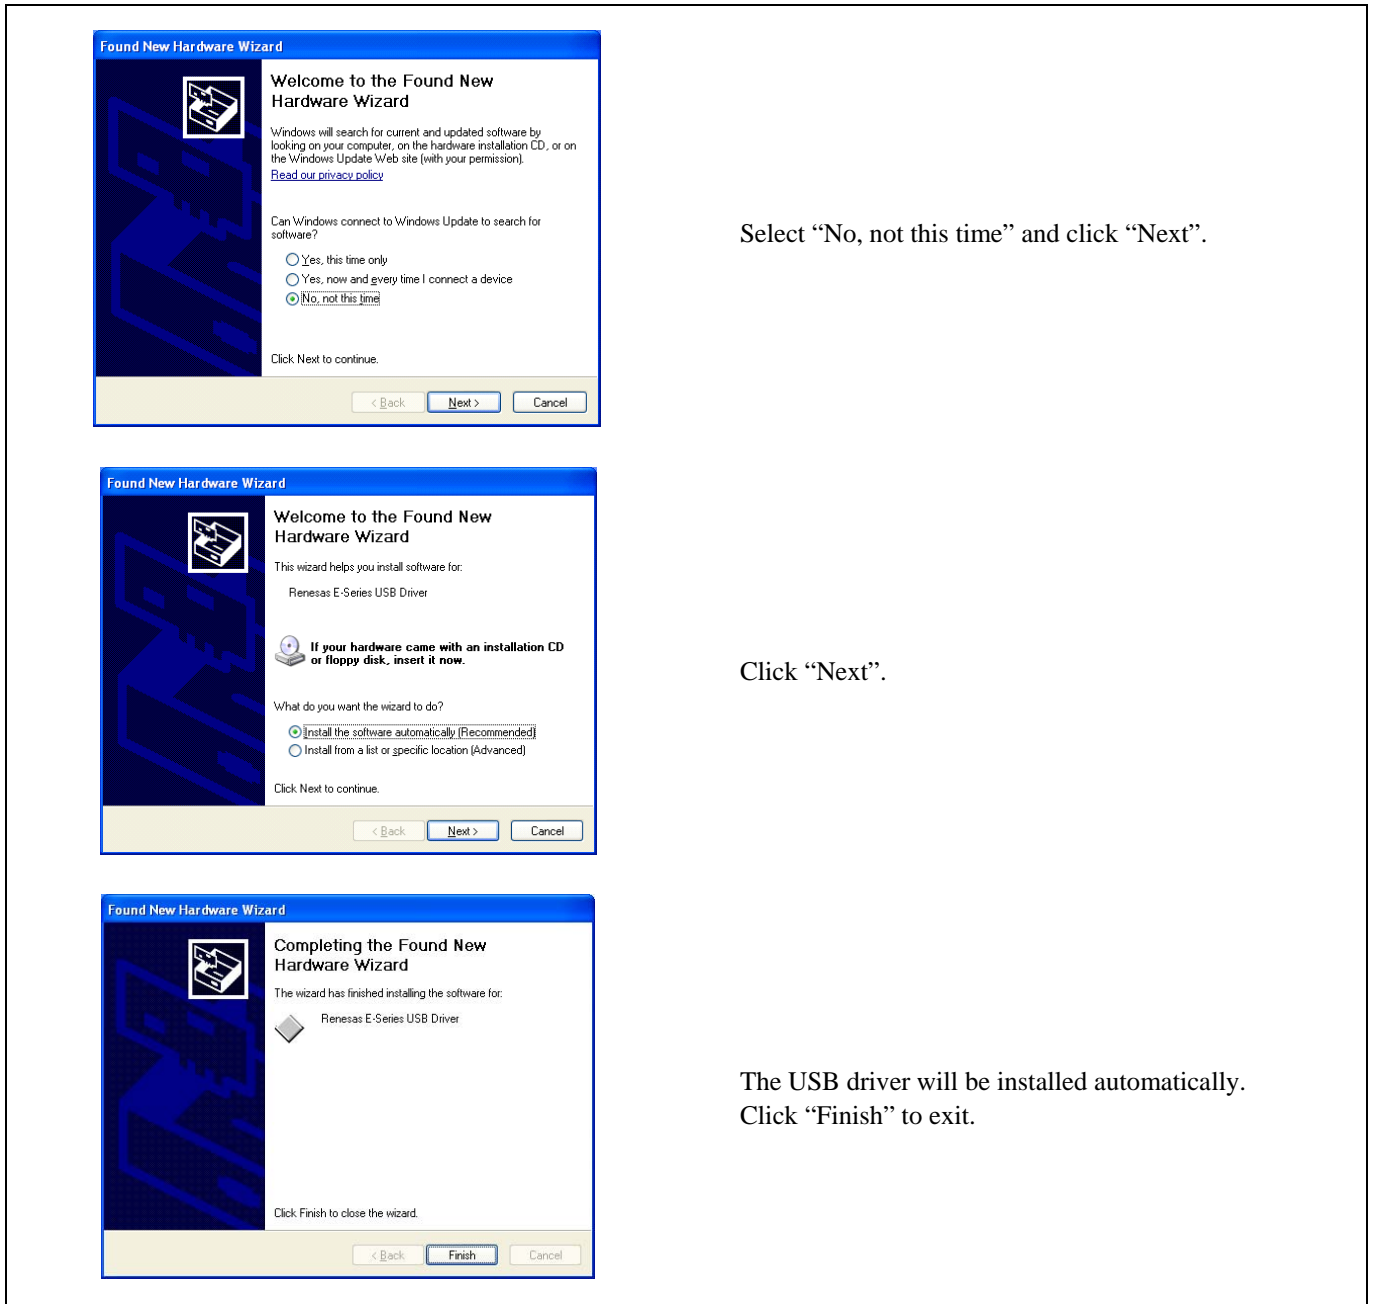 Found New Hardware Wizard
Welcome to the Found New
Hardware Wizard
Windows will search for current and updated software by
looking on your computer, on the hardware installation CD, or on
the Windows Update Web site (with your permission).
Read our privacy policy
Can Windows connect to Windows Update to search for
software?
Yes, this time only
Yes, now and every time I connect a device
No, not this time
Click Next to continue.
< Back Next > Cancel
Select “No, not this time” and click “Next”.
Found New Hardware Wizard
Welcome to the Found New
Hardware Wizard
This wizard helps you install software for:
Renesas E-Series USB Driver
If your hardware came with an installation CD
or floppy disk, insert it now.
What do you want the wizard to do?
Install the software automatically (Recommended)
Install from a list or specific location (Advanced)
Click Next to continue.
< Back Next > Cancel
Click “Next”.
Found New Hardware Wizard
Completing the Found New
Hardware Wizard
The wizard has finished installing the software for:
Renesas E-Series USB Driver
Click Finish to close the wizard.
< Back Finish Cancel
The USB driver will be installed automatically.
Click “Finish” to exit.